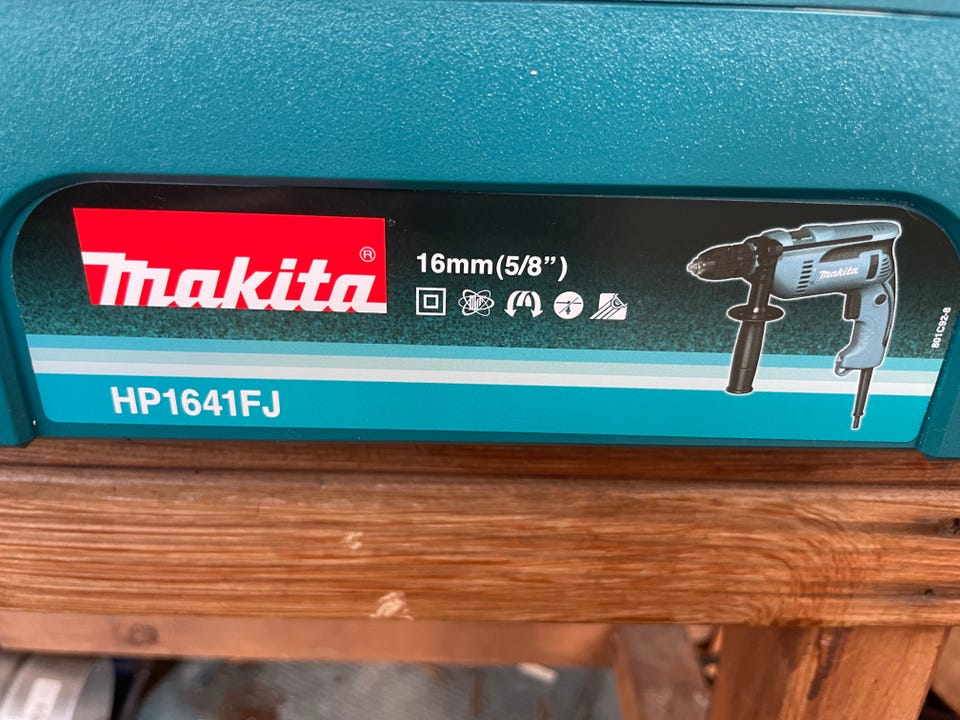 makita®
16mm(5/8”)
HP1641FJ
makita
801C92-8